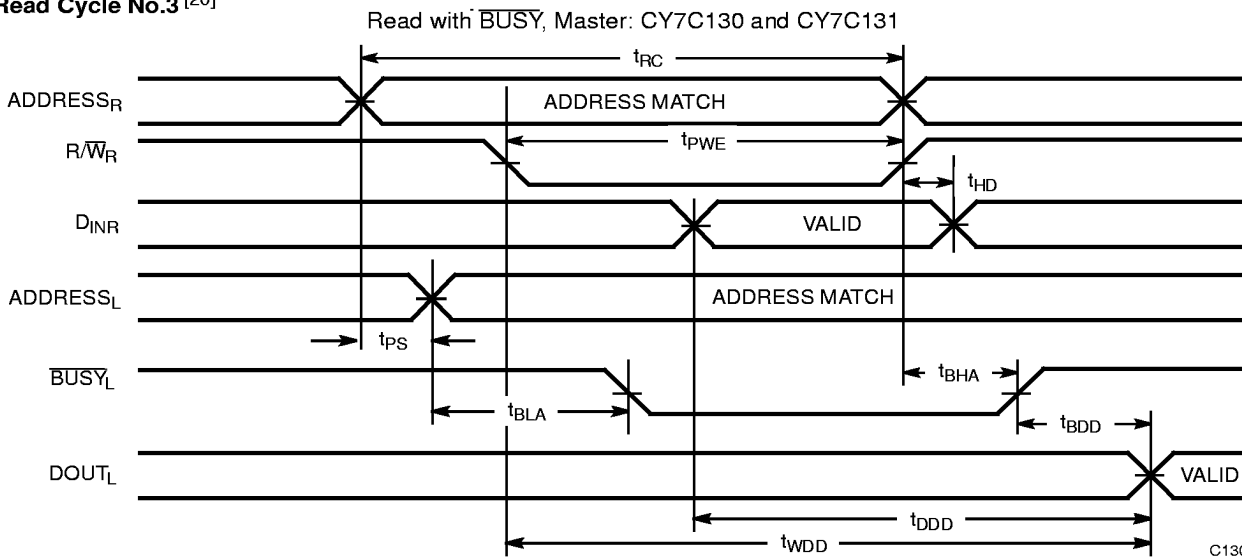 Read Cycle No.3 [20]
Read with BUSY, Master: CY7C130 and CY7C131
tRC
ADDRESSR
ADDRESS MATCH
R/WR
tPWE
tHD
DINR
VALID
ADDRESSL
ADDRESS MATCH
tPS
BUSYL
tBHA
tBLA
tBDD
DOUTL
VALID
tDDD
tWDD